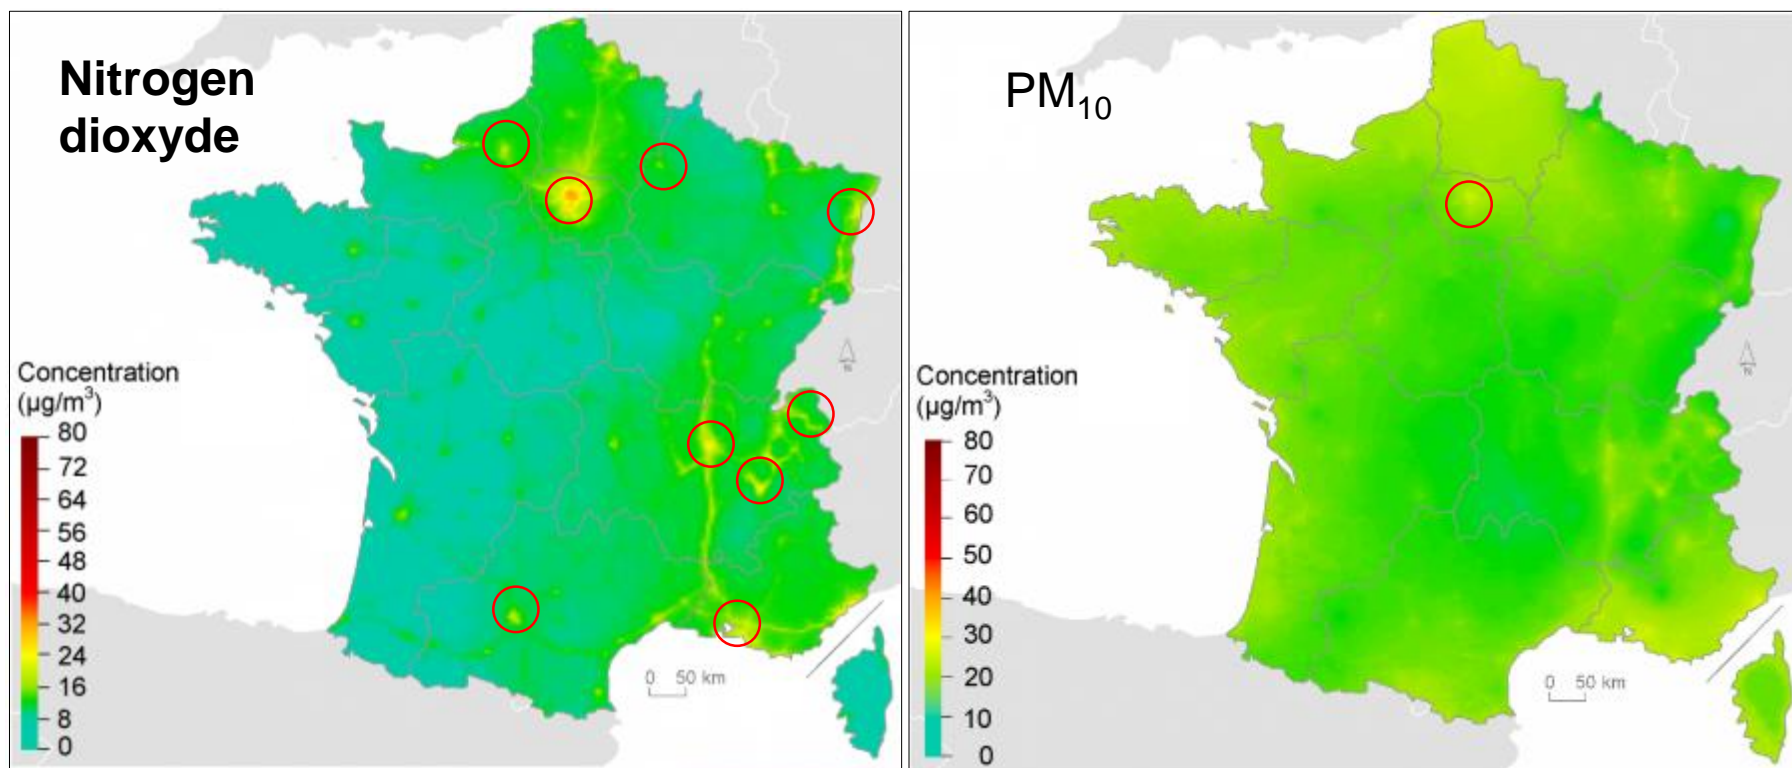 Nitrogen
dioxyde
Concentration
(µg/m³)
80
72
64
56
48
40
32
24
16
8
0
N
0 50 km
PM₁₀
Concentration
(µg/m³)
80
70
60
50
40
30
20
10
0
N
0 50 km